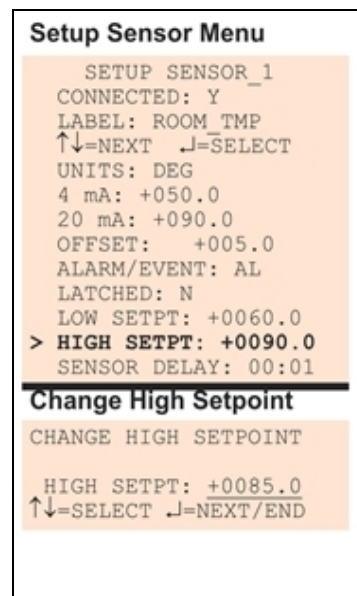 Setup Sensor Menu
SETUP SENSOR_1
CONNECTED: Y
LABEL: ROOM_TMP
↑↓=NEXT ↲=SELECT
UNITS: DEG
4 mA: +050.0
20 mA: +090.0
OFFSET: +005.0
ALARM/EVENT: AL
LATCHED: N
LOW SETPT: +0060.0
> HIGH SETPT: +0090.0
SENSOR DELAY: 00:01
Change High Setpoint
CHANGE HIGH SETPOINT
HIGH SETPT: +0085.0
↑↓=SELECT ↲=NEXT/END